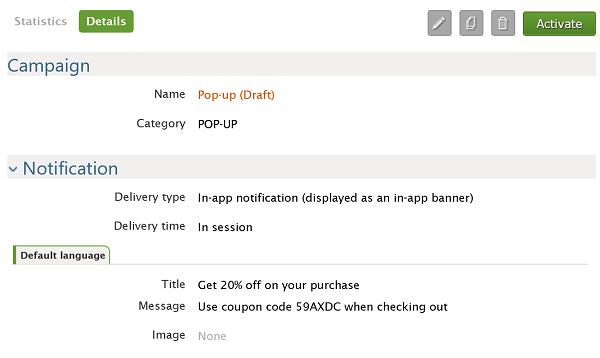 Statistics Details Activate
Campaign
Name Pop-up (Draft)
Category POP-UP
Notification
Delivery type In-app notification (displayed as an in-app banner)
Delivery time In session
Default language
Title Get 20% off on your purchase
Message Use coupon code 59AXDC when checking out
Image None